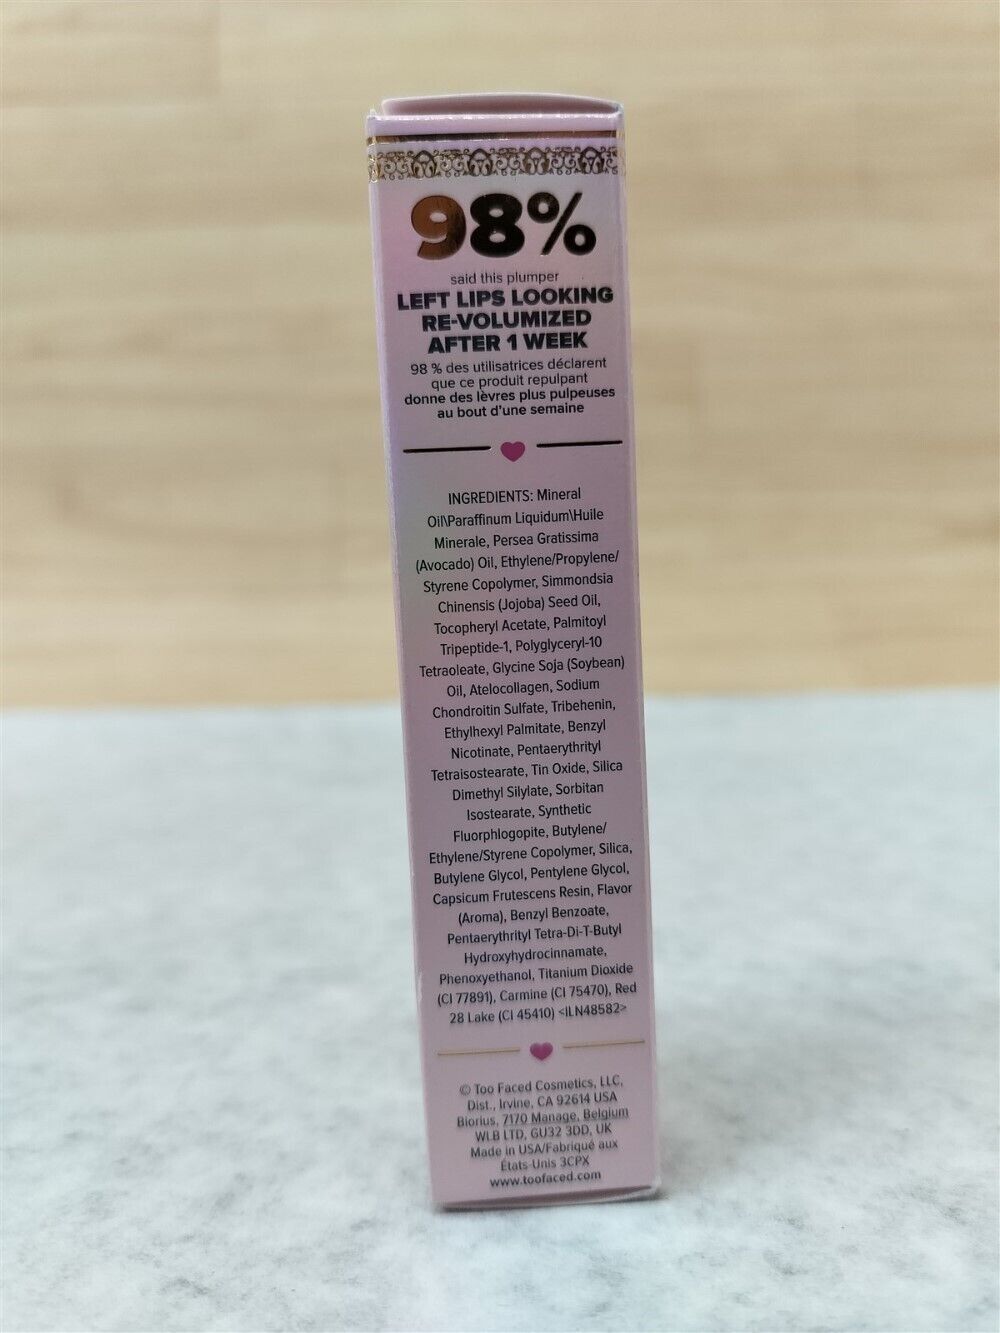 98%
said this plumper
LEFT LIPS LOOKING
RE-VOLUMIZED
AFTER 1 WEEK
98 % des utilisatrices déclarent
que ce produit repulpant
donne des lèvres plus pulpeuses
au bout d'une semaine
INGREDIENTS: Mineral
Oil\Paraffinum Liquidum\Huile
Minerale, Persea Gratissima
(Avocado) Oil, Ethylene/Propylene/
Styrene Copolymer, Simmondsia
Chinensis (Jojoba) Seed Oil,
Tocopheryl Acetate, Palmitoyl
Tripeptide-1, Polyglyceryl-10
Tetraoleate, Glycine Soja (Soybean)
Oil, Atelocollagen, Sodium
Chondroitin Sulfate, Tribehenin,
Ethylhexyl Palmitate, Benzyl
Nicotinate, Pentaerythrityl
Tetraisostearate, Tin Oxide, Silica
Dimethyl Silylate, Sorbitan
Isostearate, Synthetic
Fluorphlogopite, Butylene/
Ethylene/Styrene Copolymer, Silica,
Butylene Glycol, Pentylene Glycol,
Capsicum Frutescens Resin, Flavor
(Aroma), Benzyl Benzoate,
Pentaerythrityl Tetra-Di-T-Butyl
Hydroxyhydrocinnamate,
Phenoxyethanol, Titanium Dioxide
(CI 77891), Carmine (CI 75470), Red
28 Lake (CI 45410) <ILN48582>
© Too Faced Cosmetics, LLC,
Dist., Irvine, CA 92614 USA
Biorius, 7170 Manage, Belgium
WLB LTD, GU32 3DD, UK
Made in USA/Fabriqué aux
États-Unis 3CPX
www.toofaced.com